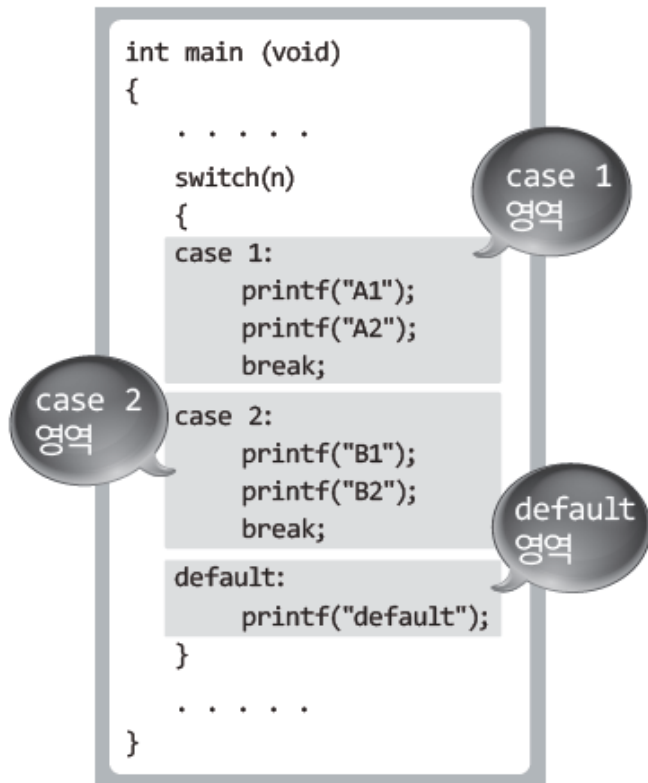 int main (void)
{
. . . . .
switch(n)
{
case 1:
printf("A1");
printf("A2");
break;
case 2:
printf("B1");
printf("B2");
break;
default:
printf("default");
}
. . . . .
}
case 1
영역
case 2
영역
default
영역